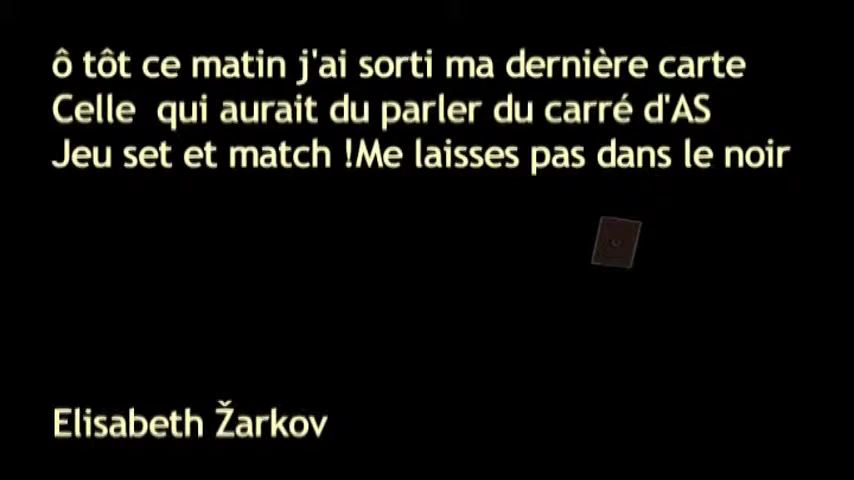 ô tôt ce matin j'ai sorti ma dernière carte
Celle  qui aurait du parler du carré d'AS
Jeu set et match !Me laisses pas dans le noir
Elisabeth Žarkov